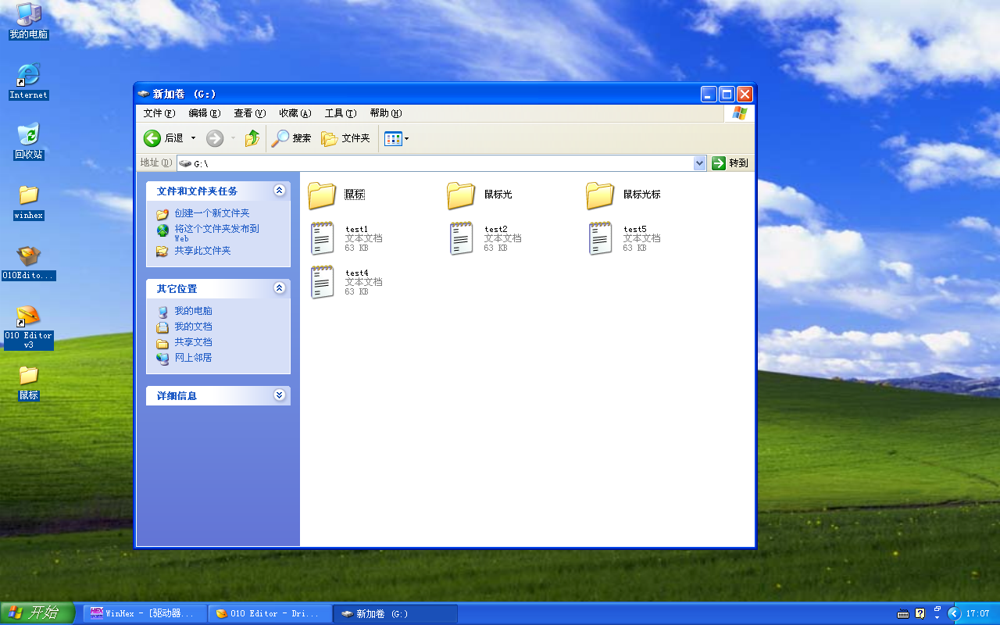 我的电脑
Internet
回收站
winhex
010Edito...
010 Editor
v3
鼠标
新加卷 (G:)
文件(F) 编辑(E) 查看(V) 收藏(A) 工具(T) 帮助(H)
后退 搜索 文件夹
地址(D) G:\ 转到
文件和文件夹任务
创建一个新文件夹
将这个文件夹发布到
Web
共享此文件夹
其它位置
我的电脑
我的文档
共享文档
网上邻居
详细信息
鼠标 鼠标光 鼠标光标
test1
文本文档
63 KB
test2
文本文档
63 KB
test5
文本文档
63 KB
test4
文本文档
63 KB
开始 HEX WinHex - [驱动器... 010 Editor - Dri... 新加卷 (G:) 17:07